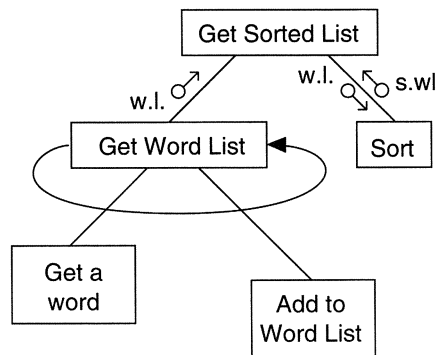 Get Sorted List
w.l.
w.l.
s.wl
Get Word List
Sort
Get a
word
Add to
Word List